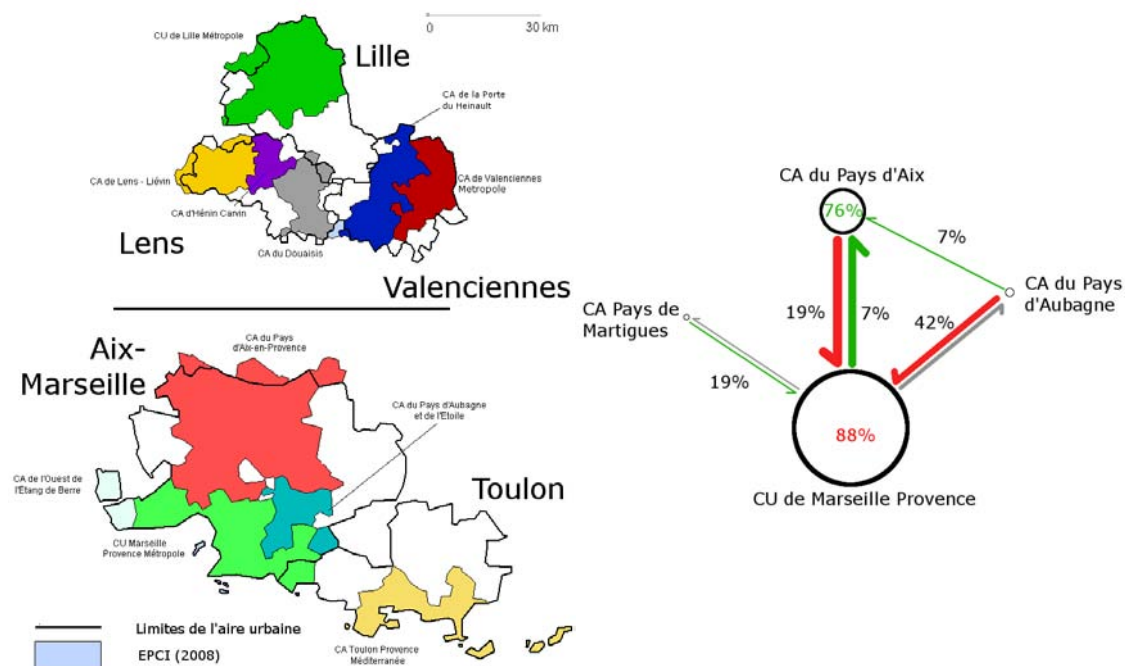 0 30 km
CU de Lille Métropole
Lille
CA de la Porte
du Heinault
CA de Lens - Liévin
CA de Valenciennes
Metropole
CA d'Hénin Carvin
Lens
CA du Douaisis
Valenciennes
Aix-
Marseille
CA du Pays
d'Aix-en-Provence
CA du Pays d'Aubagne
et de l'Etoile
CA de l'Ouest de
l'Étang de Berre
Toulon
CU Marseille
Provence Métropole
CA Toulon Provence
Méditerranée
Limites de l'aire urbaine
EPCI (2008)
CA du Pays d'Aix
76%
7%
CA du Pays
d'Aubagne
CA Pays de
Martigues
19%
7%
42%
19%
88%
CU de Marseille Provence